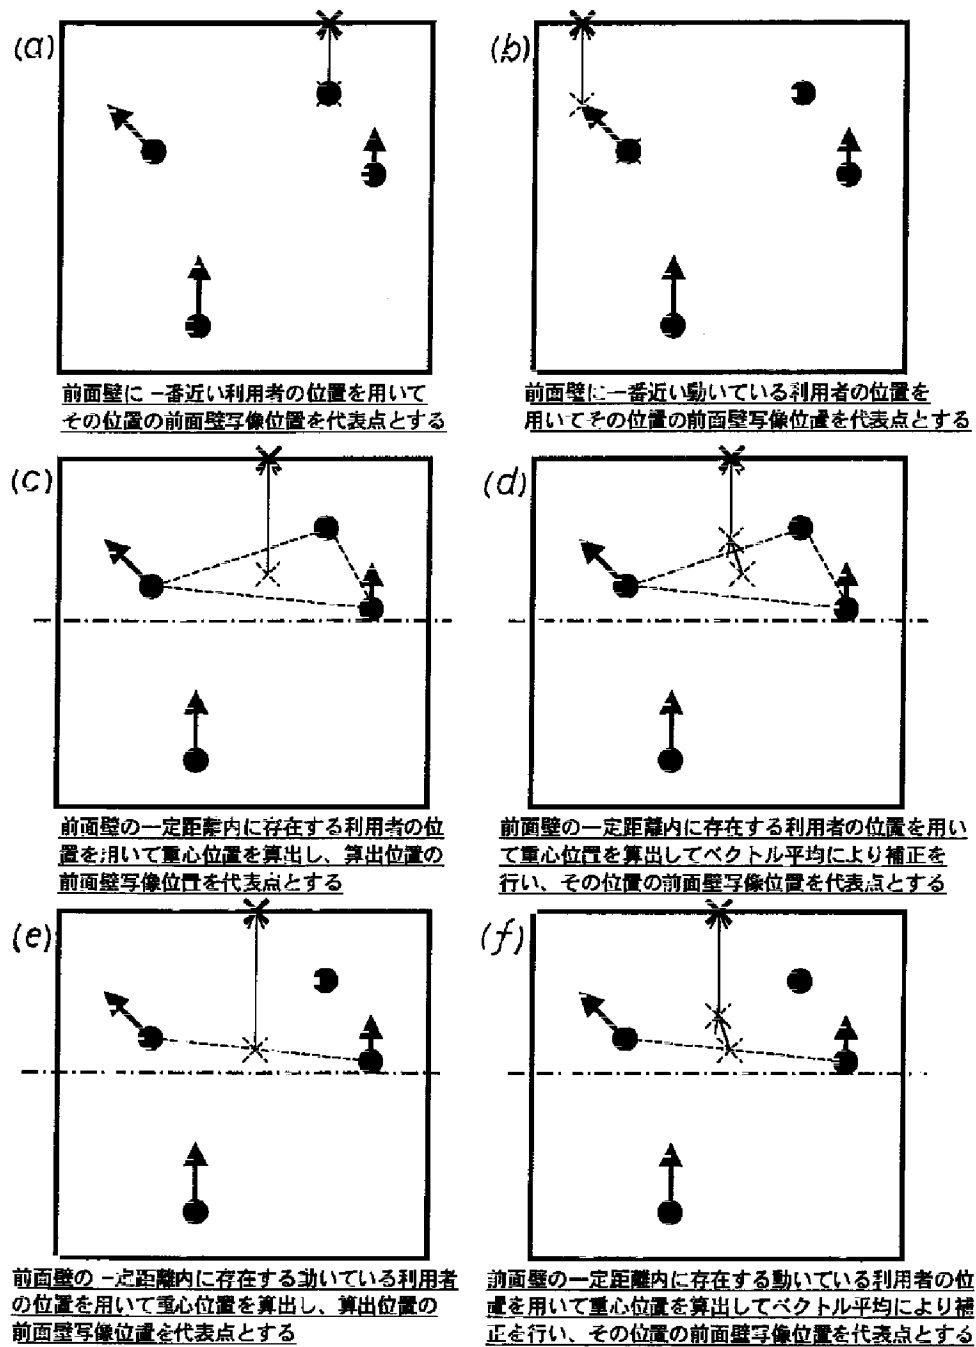 (a)
前面壁に一番近い利用者の位置を用いて
その位置の前面壁写像位置を代表点とする
(b)
前面壁に一番近い動いている利用者の位置を
用いてその位置の前面壁写像位置を代表点とする
(c)
前面壁の一定距離内に存在する利用者の位
置を用いて重心位置を算出し、算出位置の
前面壁写像位置を代表点とする
(d)
前面壁の一定距離内に存在する利用者の位置を用い
て重心位置を算出してベクトル平均により補正を
行い、その位置の前面壁写像位置を代表点とする
(e)
前面壁の一定距離内に存在する動いている利用者
の位置を用いて重心位置を算出し、算出位置の
前面壁写像位置を代表点とする
(f)
前面壁の一定距離内に存在する動いている利用者の位
置を用いて重心位置を算出してベクトル平均により補
正を行い、その位置の前面壁写像位置を代表点とする